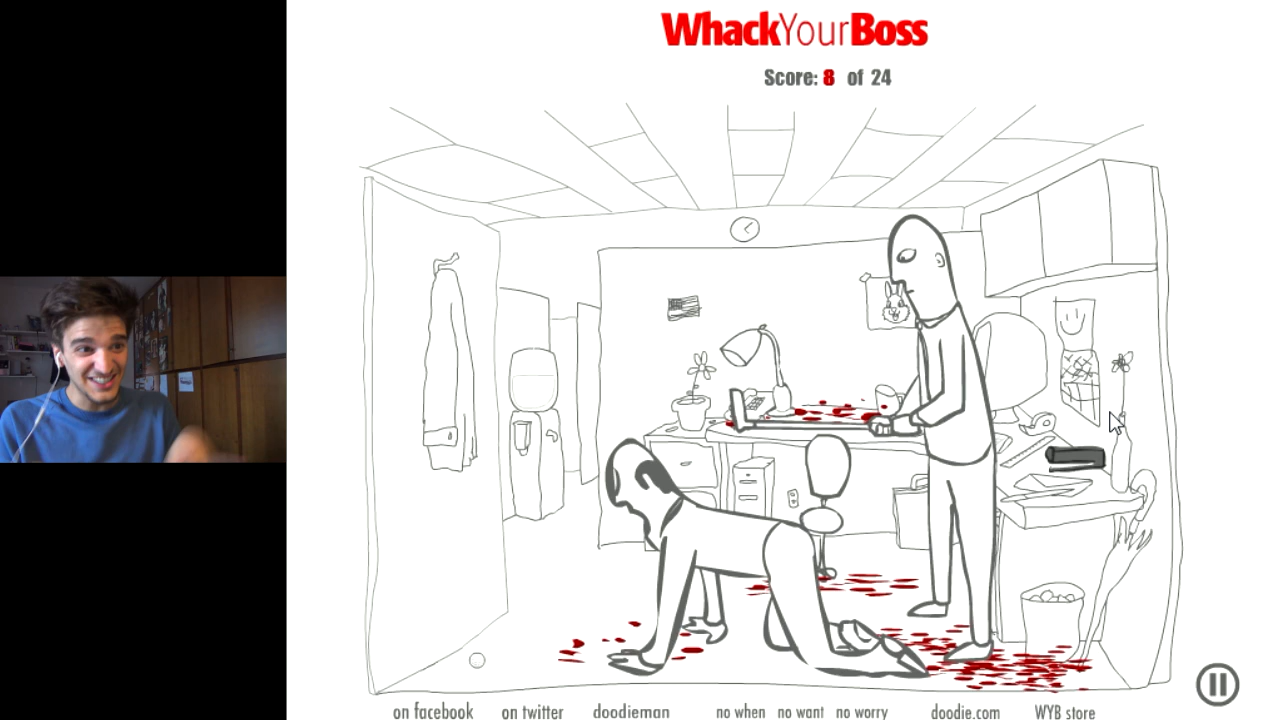 WhackYourBoss
Score: 8 of 24
on facebook on twitter doodieman no when no want no worry doodie.com WYB store